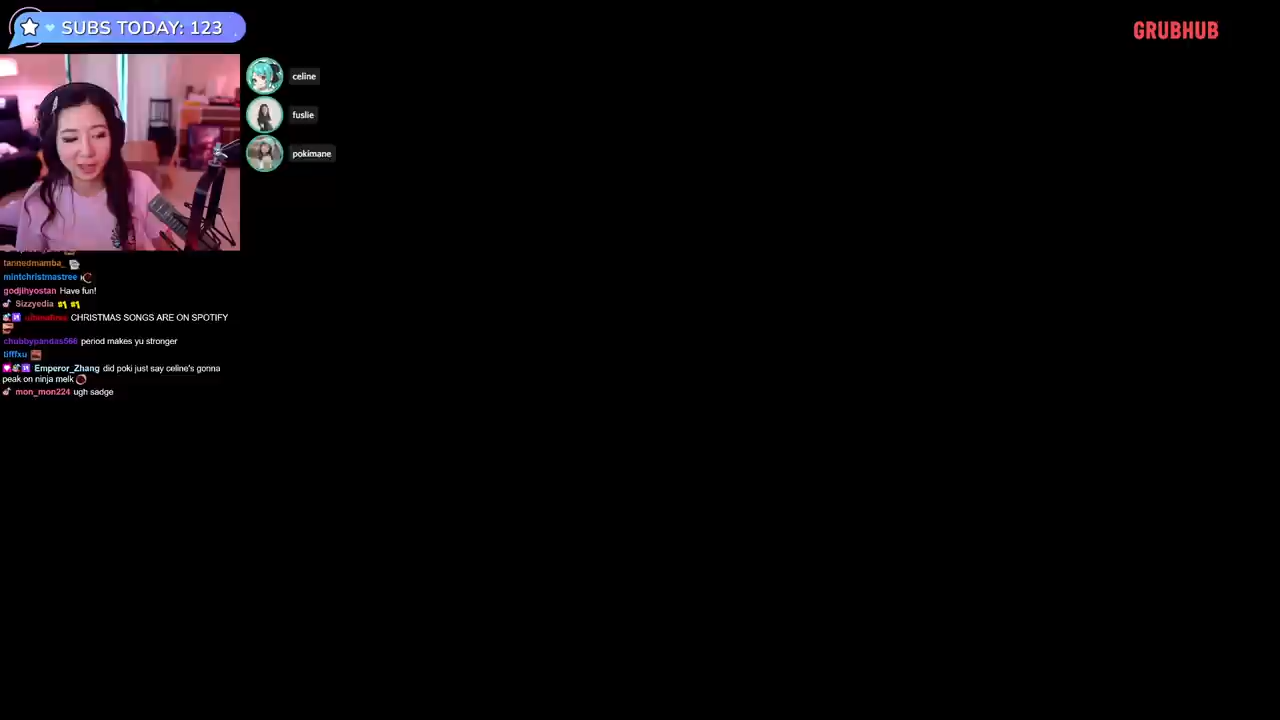 SUBS TODAY: 123
GRUBHUB
celine
fuslie
pokimane
tannedmamba_
mintchristmastree
godjihyostan Have fun!
Sizzyedia
CHRISTMAS SONGS ARE ON SPOTIFY
chubbypandas566 period makes yu stronger
tifffxu
Emperor_Zhang did poki just say celine's gonna
peak on ninja melk
mon_mon224 ugh sadge